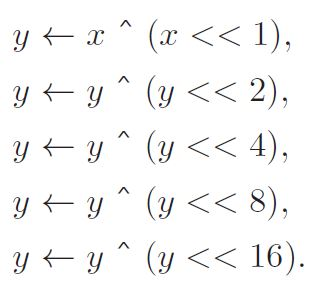 y ← x ^ (x << 1),
y ← y ^ (y << 2),
y ← y ^ (y << 4),
y ← y ^ (y << 8),
y ← y ^ (y << 16).